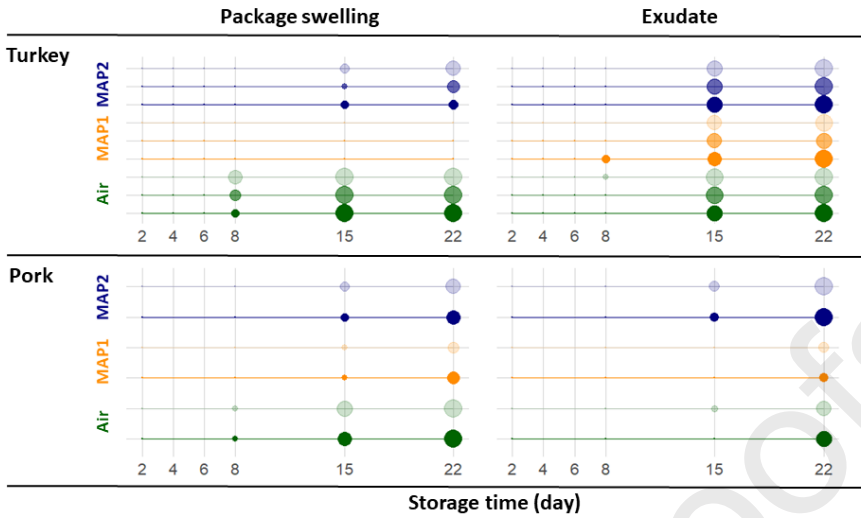 Package swelling Exudate
Turkey
MAP2
MAP1
Air
2 4 6 8 15 22 2 4 6 8 15 22
Pork
MAP2
MAP1
Air
2 4 6 8 15 22 2 4 6 8 15 22
Storage time (day)